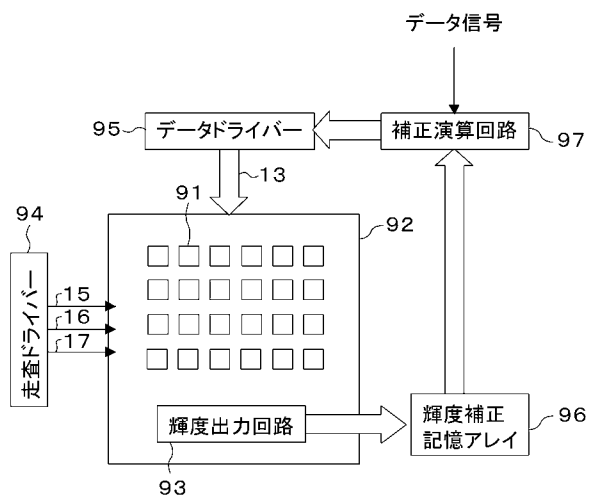 データ信号
95
データドライバー
補正演算回路
97
13
91
92
94
走査ドライバー
15
16
17
輝度出力回路
93
輝度補正
記憶アレイ
96